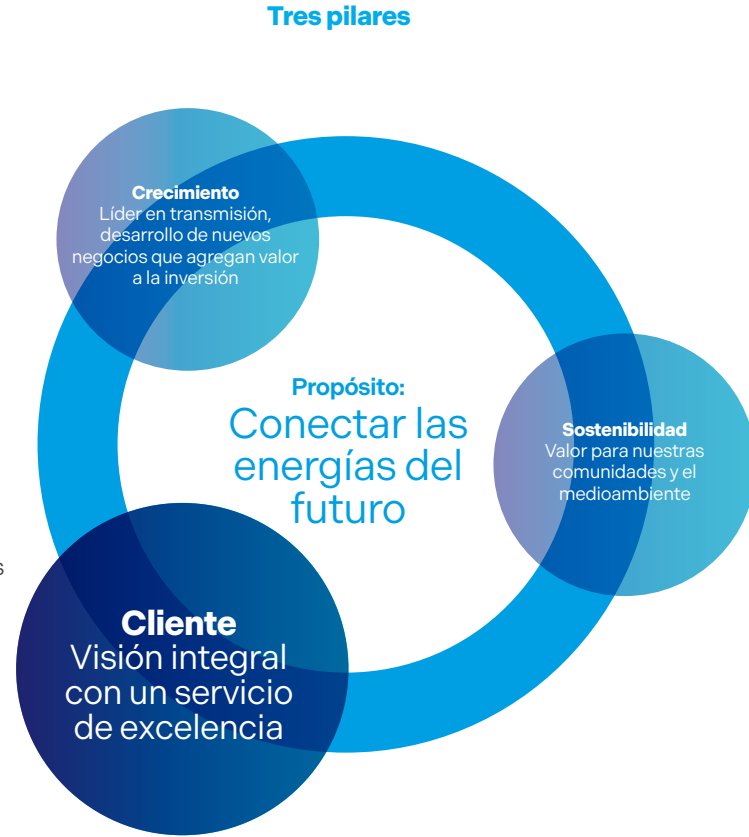 Tres pilares
Crecimiento
Líder en transmisión,
desarrollo de nuevos
negocios que agregan valor
a la inversión
Propósito:
Conectar las
energías del
futuro
Sostenibilidad
Valor para nuestras
comunidades y el
medioambiente
s
Cliente
Visión integral
con un servicio
de excelencia